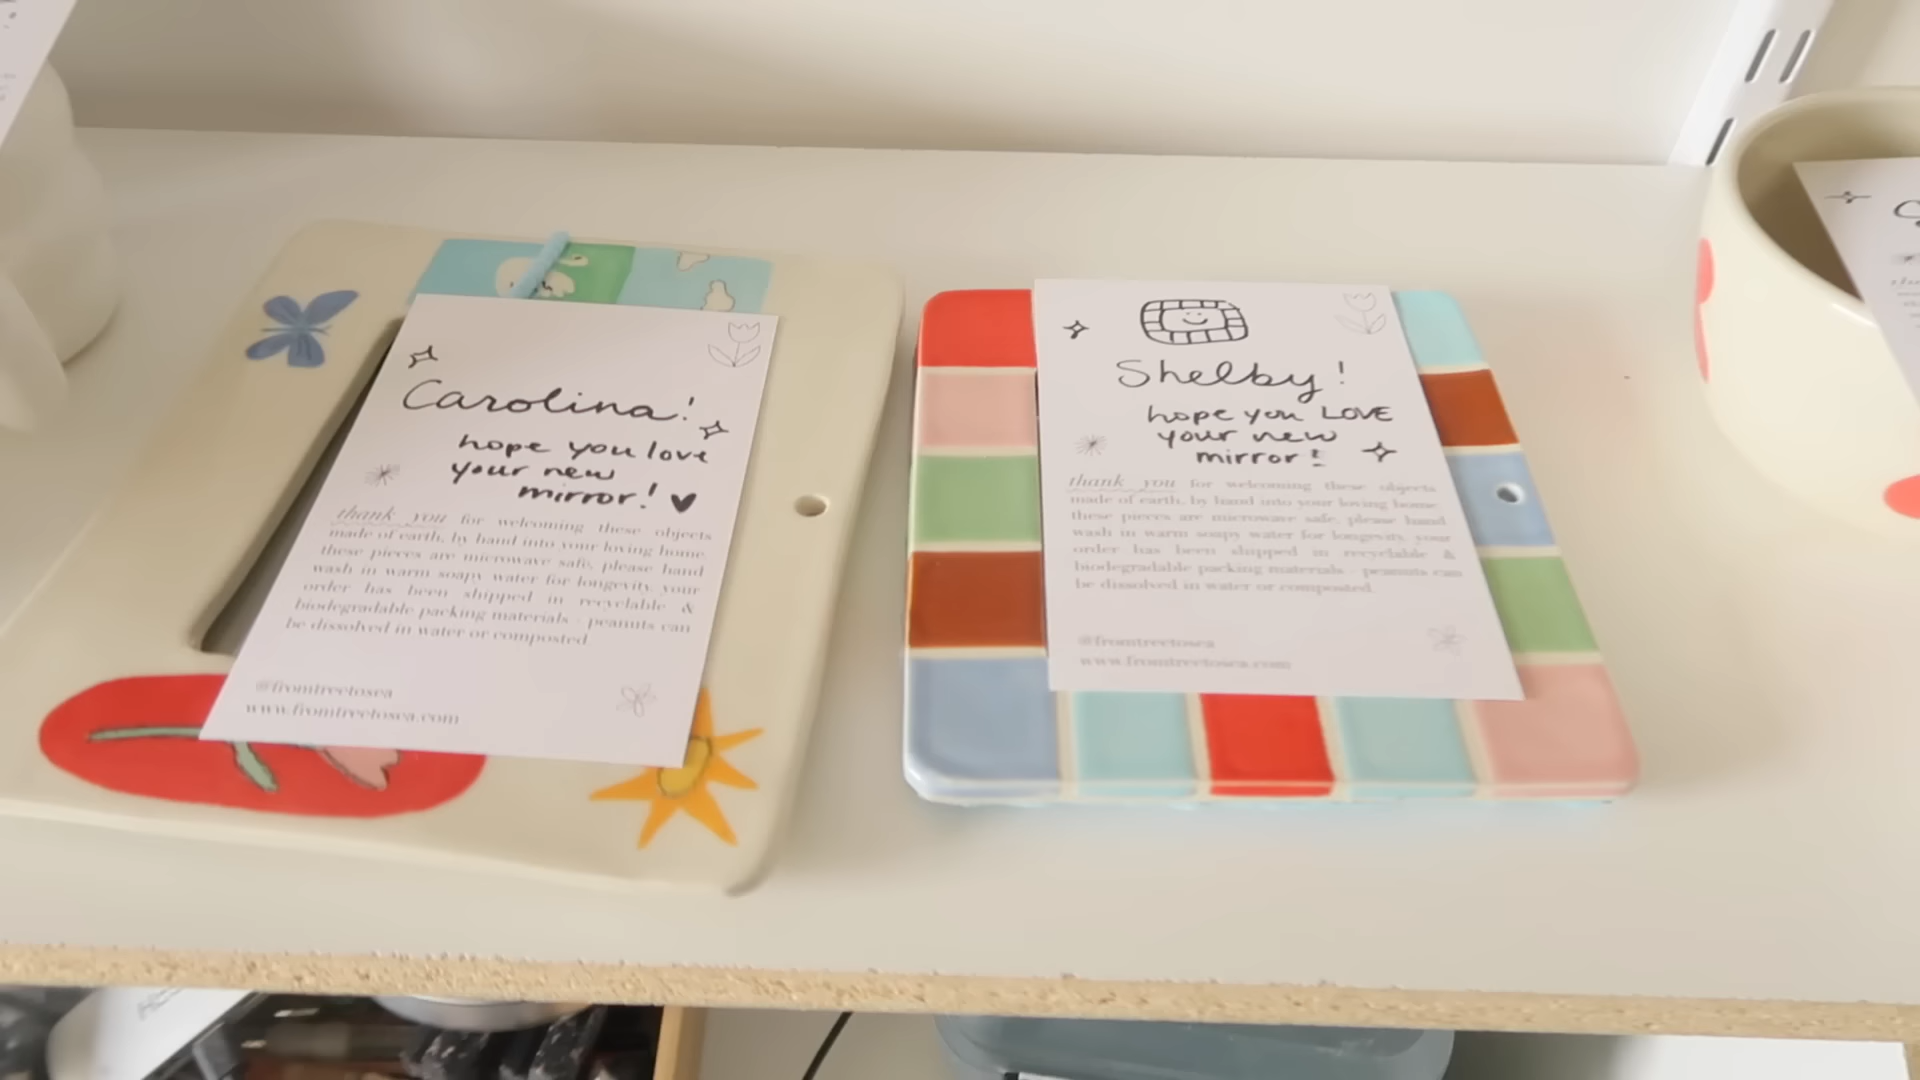 Carolina!
hope you love
your new
mirror! ♥
thank you for welcoming these objects
made of earth, by hand into your loving home.
these pieces are microwave safe, please hand
wash in warm soapy water for longevity. your
order has been shipped in recyclable &
biodegradable packing materials - peanuts can
be dissolved in water or composted
@fromtreetosea
www.fromtreetosea.com
Shelby!
hope you LOVE
your new
mirror!
thank you for welcoming these objects
made of earth, by hand into your loving home.
these pieces are microwave safe, please hand
wash in warm soapy water for longevity. your
order has been shipped in recyclable &
biodegradable packing materials - peanuts can
be dissolved in water or composted
@fromtreetosea
www.fromtreetosea.com